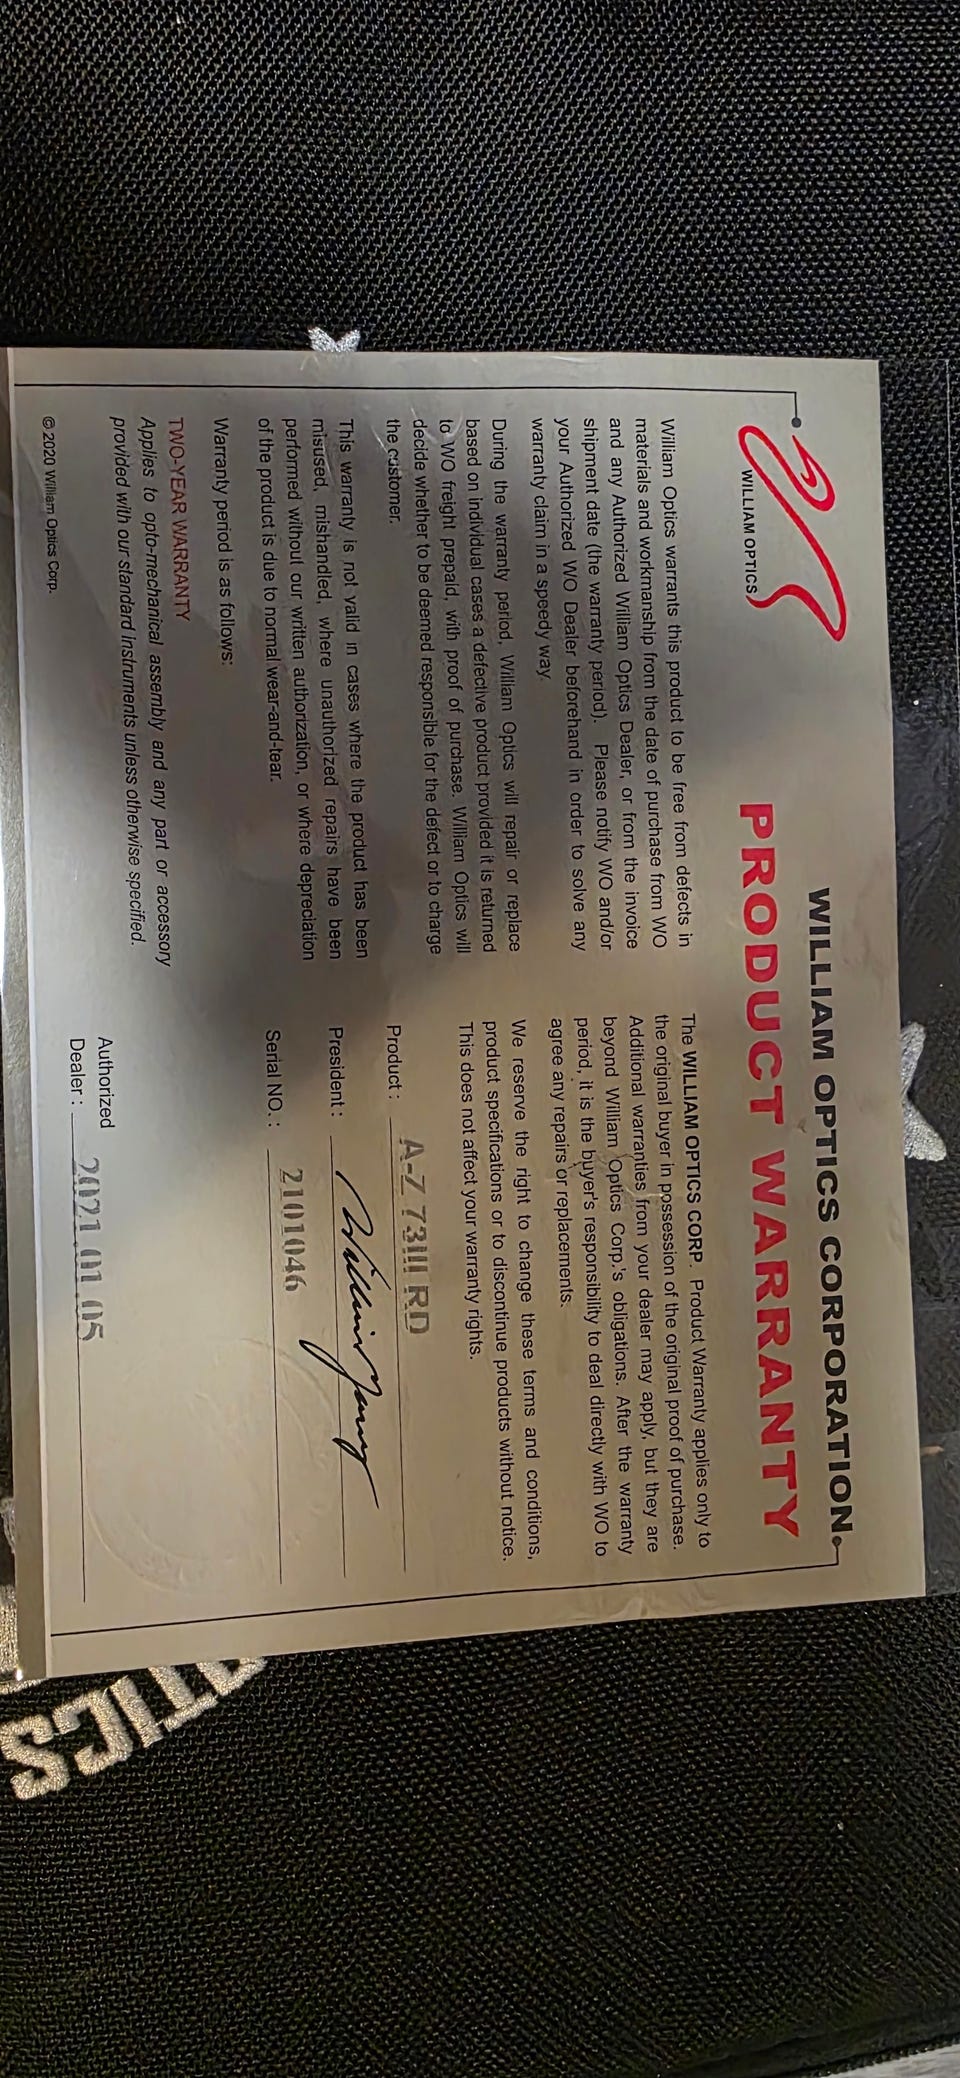 WILLIAM OPTICS
WILLIAM OPTICS CORPORATION
PRODUCT WARRANTY
William Optics warrants this product to be free from defects in
materials and workmanship from the date of purchase from WO
and any Authorized William Optics Dealer, or from the invoice
shipment date (the warranty period). Please notify WO and/or
your Authorized WO Dealer beforehand in order to solve any
warranty claim in a speedy way.
During the warranty period, William Optics will repair or replace
based on individual cases a defective product provided it is returned
to WO freight prepaid, with proof of purchase. William Optics will
decide whether to be deemed responsible for the defect or to charge
the customer.
This warranty is not valid in cases where the product has been
misused, mishandled, where unauthorized repairs have been
performed without our written authorization, or where depreciation
of the product is due to normal wear-and-tear.
Warranty period is as follows:
TWO-YEAR WARRANTY
Applies to opto-mechanical assembly and any part or accessory
provided with our standard instruments unless otherwise specified.
© 2020 William Optics Corp.
The WILLIAM OPTICS CORP. Product Warranty applies only to
the original buyer in possession of the original proof of purchase.
Additional warranties from your dealer may apply, but they are
beyond William Optics Corp.'s obligations. After the warranty
period, it is the buyer's responsibility to deal directly with WO to
agree any repairs or replacements.
We reserve the right to change these terms and conditions,
product specifications or to discontinue products without notice.
This does not affect your warranty rights.
Product : A-Z 73III RD
President : William Yang
Serial NO. : 2101046
Authorized
Dealer : 2021.01.05
TICS